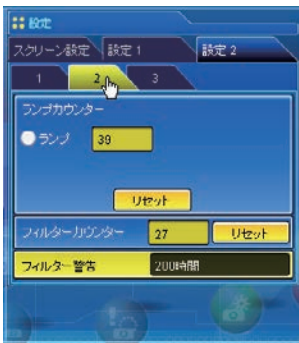 設定
スクリーン設定 設定 1 設定 2
1 2 3
ランプカウンター
ランプ 39
リセット
フィルターカウンター 27 リセット
フィルター警告 200時間